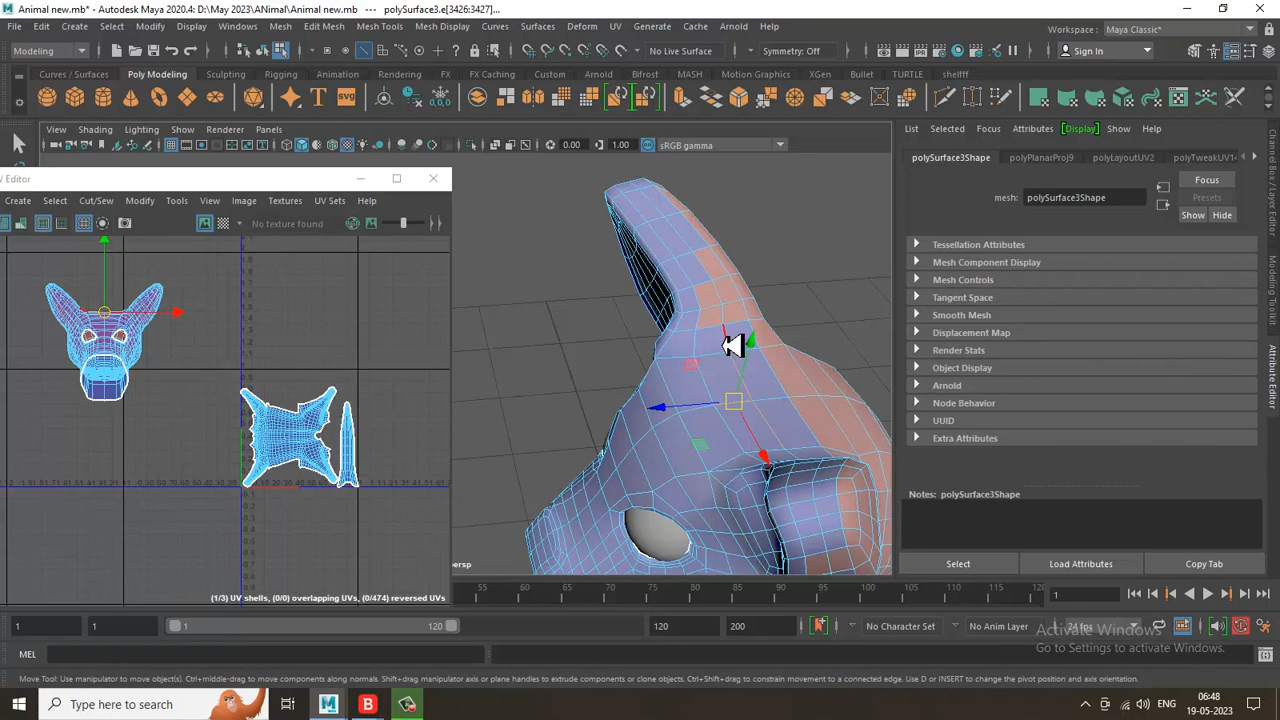 Animal new.mb* - Autodesk Maya 2020.4: D:\May 2023\ANimal\Animal new.mb  ---  polySurface3.e[3426:3427]...
File Edit Create Select Modify Display Windows Mesh Edit Mesh Mesh Tools Mesh Display Curves Surfaces Deform UV Generate Cache Arnold Help Workspace : Maya Classic*
Modeling No Live Surface Symmetry: Off Sign In
Curves / Surfaces Poly Modeling Sculpting Rigging Animation Rendering FX FX Caching Custom Arnold Bifrost MASH Motion Graphics XGen Bullet TURTLE shelfff
View Shading Lighting Show Renderer Panels
0.00 1.00 sRGB gamma
List Selected Focus Attributes Display Show Help
polySurface3Shape polyPlanarProj9 polyLayoutUV2 polyTweakUV14
V Editor
Create Select Cut/Sew Modify Tools View Image Textures UV Sets Help
No texture found
mesh: polySurface3Shape
Focus
Presets
Show Hide
Tessellation Attributes
Mesh Component Display
Mesh Controls
Tangent Space
Smooth Mesh
Displacement Map
Render Stats
Object Display
Arnold
Node Behavior
UUID
Extra Attributes
Notes: polySurface3Shape
Select Load Attributes Copy Tab
Channel Box / Layer Editor
Modeling Toolkit
Attribute Editor
persp
(1/3) UV shells, (0/0) overlapping UVs, (0/474) reversed UVs
55 60 65 70 75 80 85 90 95 100 105 110 115 120
1
1 1 1 120 120 200 No Character Set No Anim Layer 24 fps
Activate Windows
Go to Settings to activate Windows.
MEL
Move Tool: Use manipulator to move object(s). Ctrl+middle-drag to move components along normals. Shift+drag manipulator axis or plane handles to extrude components or clone objects. Ctrl+Shift+drag to constrain movement to a connected edge. Use D or INSERT to change the pivot position and axis orientation.
Type here to search
ENG
06:48
19-05-2023